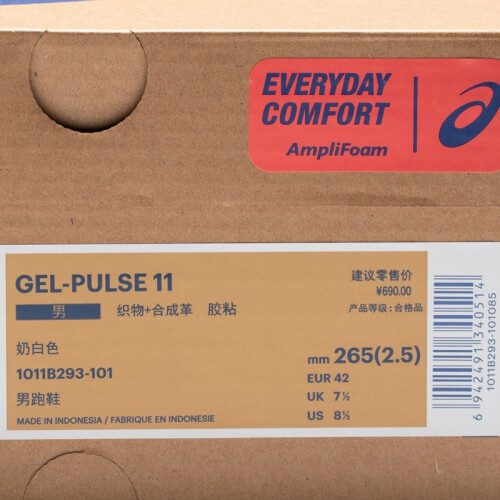 EVERYDAY
COMFORT
AmpliFoam
GEL-PULSE 11
建议零售价
¥690.00
男 织物+合成革 胶粘
产品等级:合格品
奶白色
1011B293-101
男跑鞋
MADE IN INDONESIA / FABRIQUE EN INDONESIE
mm 265(2.5)
EUR 42
UK 7½
US 8½
6 942491 340514
1011B293-101085